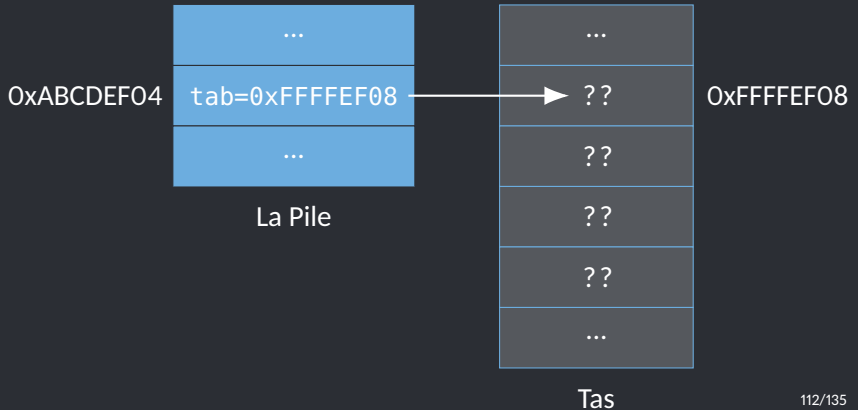 ...
0xABCDEF04
tab=0xFFFFEF08
...
La Pile
...
??
0xFFFFEF08
??
??
??
...
Tas
112/135